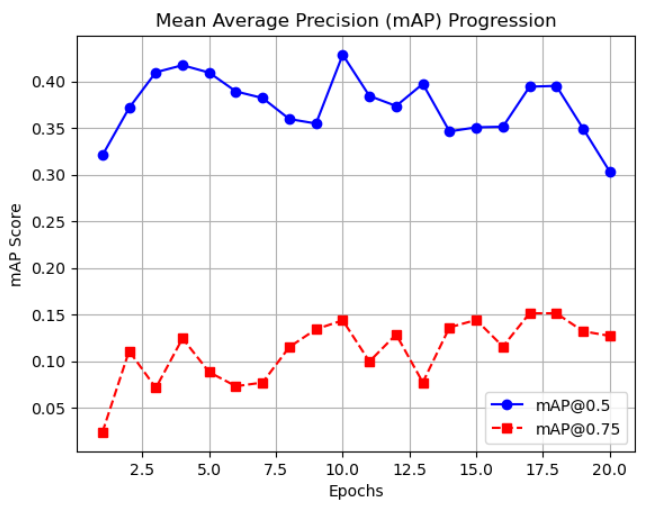 Mean Average Precision (mAP) Progression
mAP Score
0.40
0.35
0.30
0.25
0.20
0.15
0.10
0.05
mAP@0.5
mAP@0.75
2.5 5.0 7.5 10.0 12.5 15.0 17.5 20.0
Epochs